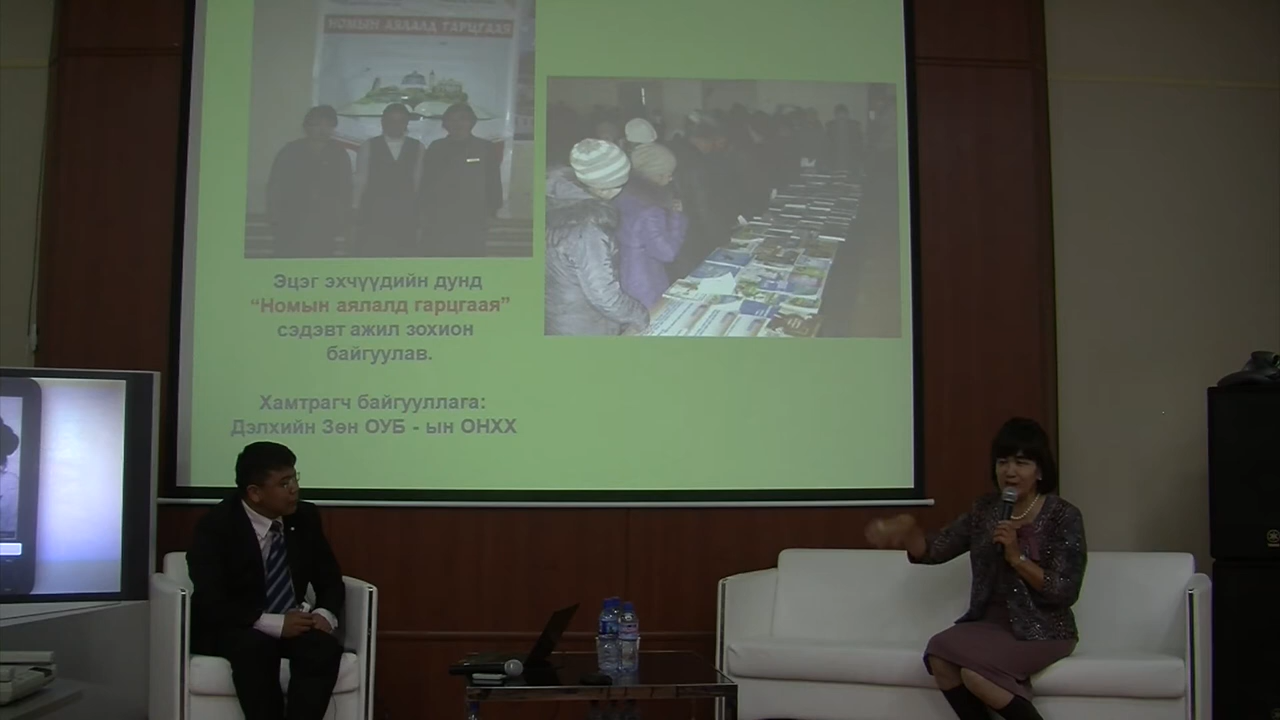 НОМЫН АЯЛАЛД ГАРЦГААЯ
Эцэг эхчүүдийн дунд
“Номын аялалд гарцгаая”
сэдэвт ажил зохион
байгуулав.
Хамтрагч байгууллага:
Дэлхийн Зөн ОУБ - ын ОНХХ